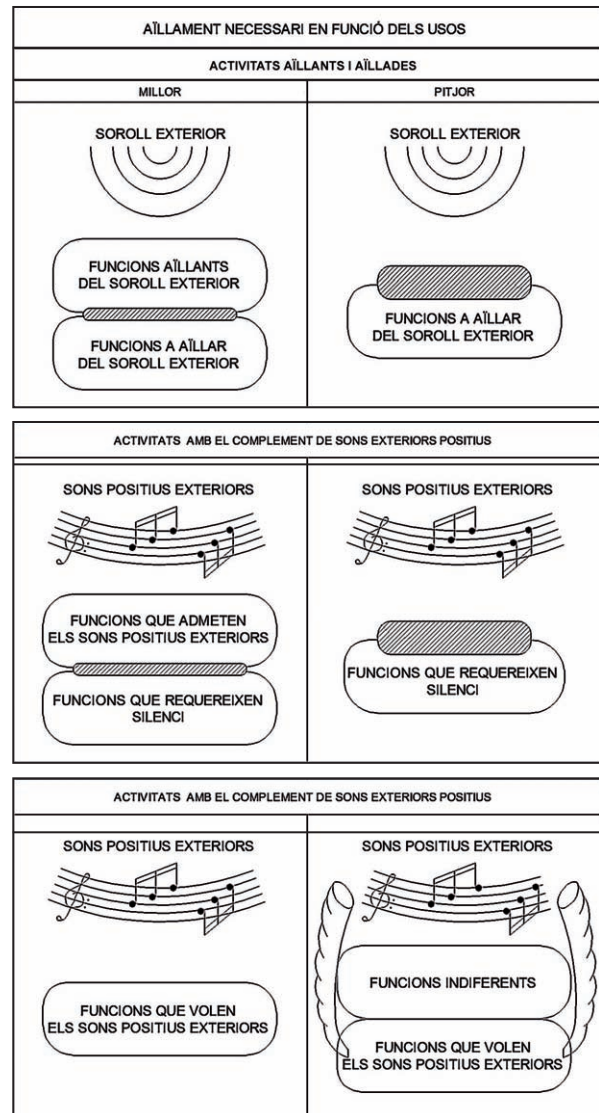 AÏLLAMENT NECESSARI EN FUNCIÓ DELS USOS
ACTIVITATS AÏLLANTS I AÏLLADES
MILLOR
PITJOR
SOROLL EXTERIOR
FUNCIONS AÏLLANTS
DEL SOROLL EXTERIOR
FUNCIONS A AÏLLAR
DEL SOROLL EXTERIOR
SOROLL EXTERIOR
FUNCIONS A AÏLLAR
DEL SOROLL EXTERIOR
ACTIVITATS AMB EL COMPLEMENT DE SONS EXTERIORS POSITIUS
SONS POSITIUS EXTERIORS
FUNCIONS QUE ADMETEN
ELS SONS POSITIUS EXTERIORS
FUNCIONS QUE REQUEREIXEN
SILENCI
SONS POSITIUS EXTERIORS
FUNCIONS QUE REQUEREIXEN
SILENCI
ACTIVITATS AMB EL COMPLEMENT DE SONS EXTERIORS POSITIUS
SONS POSITIUS EXTERIORS
FUNCIONS QUE VOLEN
ELS SONS POSITIUS EXTERIORS
SONS POSITIUS EXTERIORS
FUNCIONS INDIFERENTS
FUNCIONS QUE VOLEN
ELS SONS POSITIUS EXTERIORS